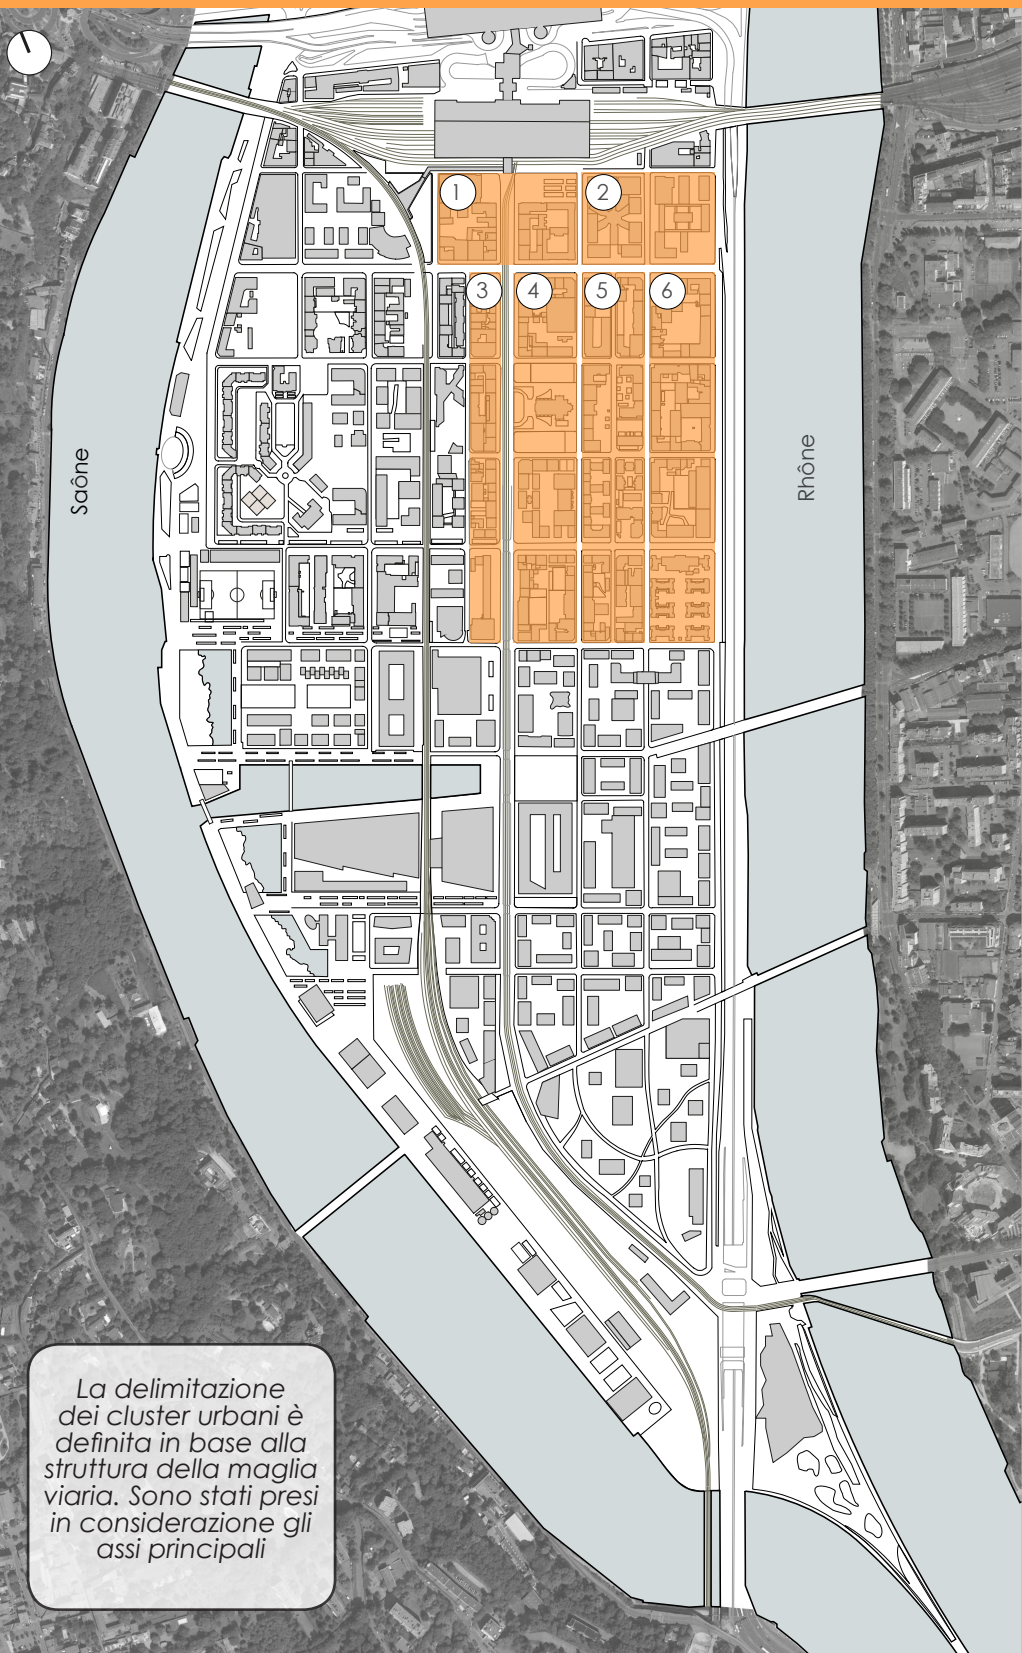 1
2
3
4
5
6
Saône
Rhône
La delimitazione
dei cluster urbani è
definita in base alla
struttura della maglia
viaria. Sono stati presi
in considerazione gli
assi principali